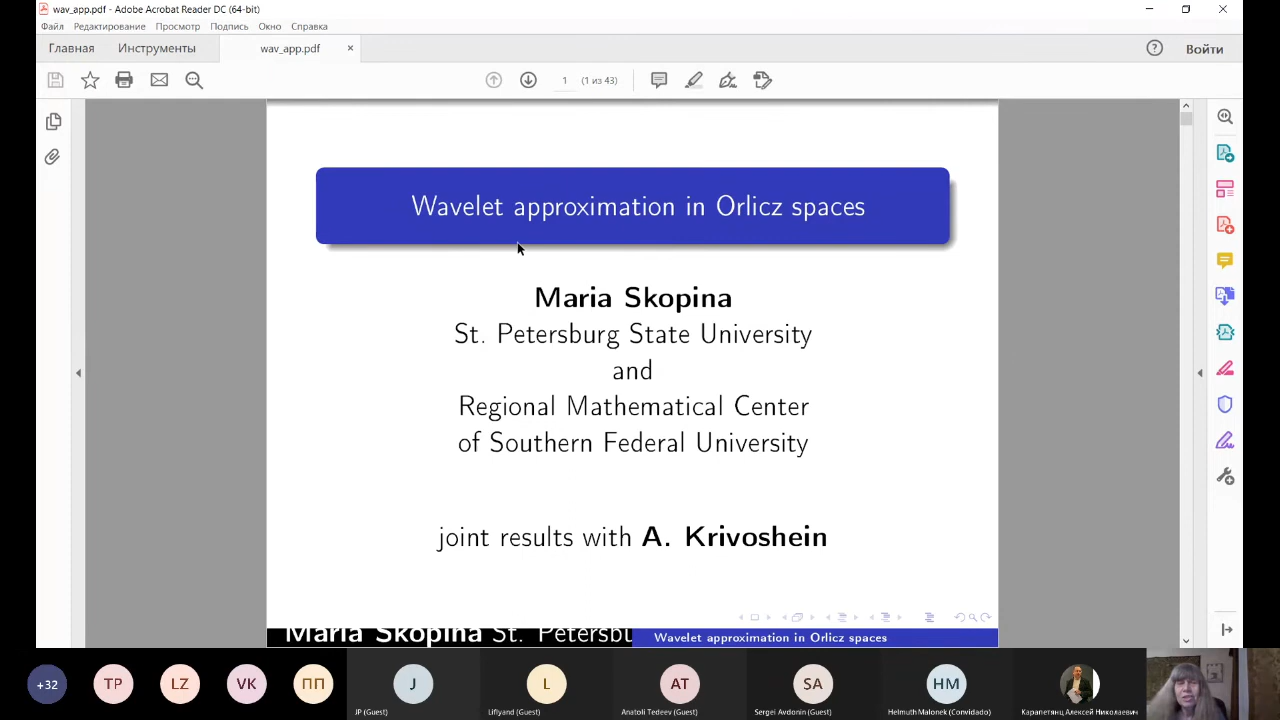 wav_app.pdf - Adobe Acrobat Reader DC (64-bit)
Файл Редактирование Просмотр Подпись Окно Справка
Главная Инструменты wav_app.pdf × Войти
1 (1 из 43)
Wavelet approximation in Orlicz spaces
Maria Skopina
St. Petersburg State University
and
Regional Mathematical Center
of Southern Federal University
joint results with A. Krivoshein
Maria Skopina St. Petersbu Wavelet approximation in Orlicz spaces
+32 TP LZ VK ПП J L AT SA HM
JP (Guest) Liflyand (Guest) Anatoli Tedeev (Guest) Sergei Avdonin (Guest) Helmuth Malonek (Convidado) Карапетянц Алексей Николаевич